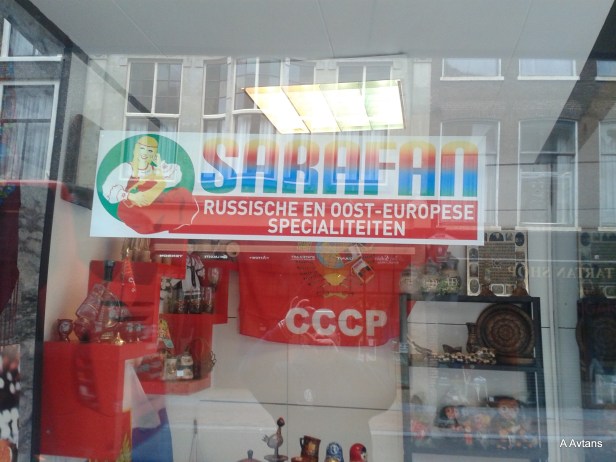 SARAFAN
RUSSISCHE EN OOST-EUROPESE
SPECIALITEITEN
CCCP
A Avtans